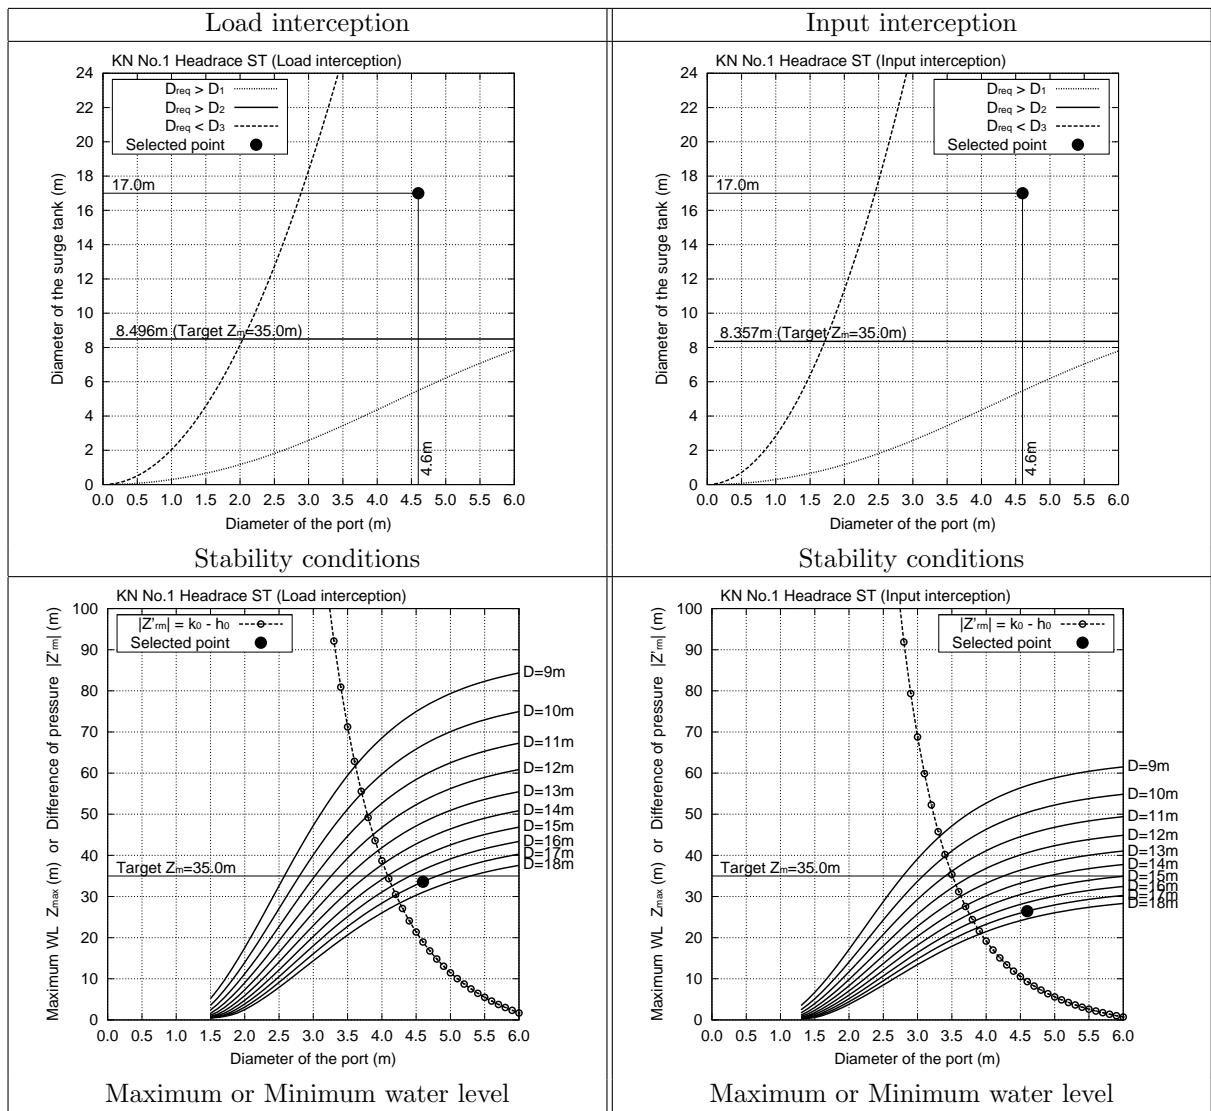 Load interception
Input interception
KN No.1 Headrace ST (Load interception)
Dreq > D1
Dreq > D2
Dreq < D3
Selected point
17.0m
8.496m (Target Zm=35.0m)
4.6m
Diameter of the surge tank (m)
0 2 4 6 8 10 12 14 16 18 20 22 24
0.0 0.5 1.0 1.5 2.0 2.5 3.0 3.5 4.0 4.5 5.0 5.5 6.0
Diameter of the port (m)
Stability conditions
KN No.1 Headrace ST (Input interception)
Dreq > D1
Dreq > D2
Dreq < D3
Selected point
17.0m
8.357m (Target Zm=35.0m)
4.6m
Diameter of the surge tank (m)
0 2 4 6 8 10 12 14 16 18 20 22 24
0.0 0.5 1.0 1.5 2.0 2.5 3.0 3.5 4.0 4.5 5.0 5.5 6.0
Diameter of the port (m)
Stability conditions
KN No.1 Headrace ST (Load interception)
|Z'rm| = k0 - h0
Selected point
D=9m
D=10m
D=11m
D=12m
D=13m
D=14m
D=15m
D=16m
D=17m
D=18m
Target Zm=35.0m
Maximum WL Zmax (m) or Difference of pressure |Z'rm| (m)
0 10 20 30 40 50 60 70 80 90 100
0.0 0.5 1.0 1.5 2.0 2.5 3.0 3.5 4.0 4.5 5.0 5.5 6.0
Diameter of the port (m)
Maximum or Minimum water level
KN No.1 Headrace ST (Input interception)
|Z'rm| = k0 - h0
Selected point
D=9m
D=10m
D=11m
D=12m
D=13m
D=14m
D=15m
D=16m
D=17m
D=18m
Target Zm=35.0m
Maximum WL Zmax (m) or Difference of pressure |Z'rm| (m)
0 10 20 30 40 50 60 70 80 90 100
0.0 0.5 1.0 1.5 2.0 2.5 3.0 3.5 4.0 4.5 5.0 5.5 6.0
Diameter of the port (m)
Maximum or Minimum water level